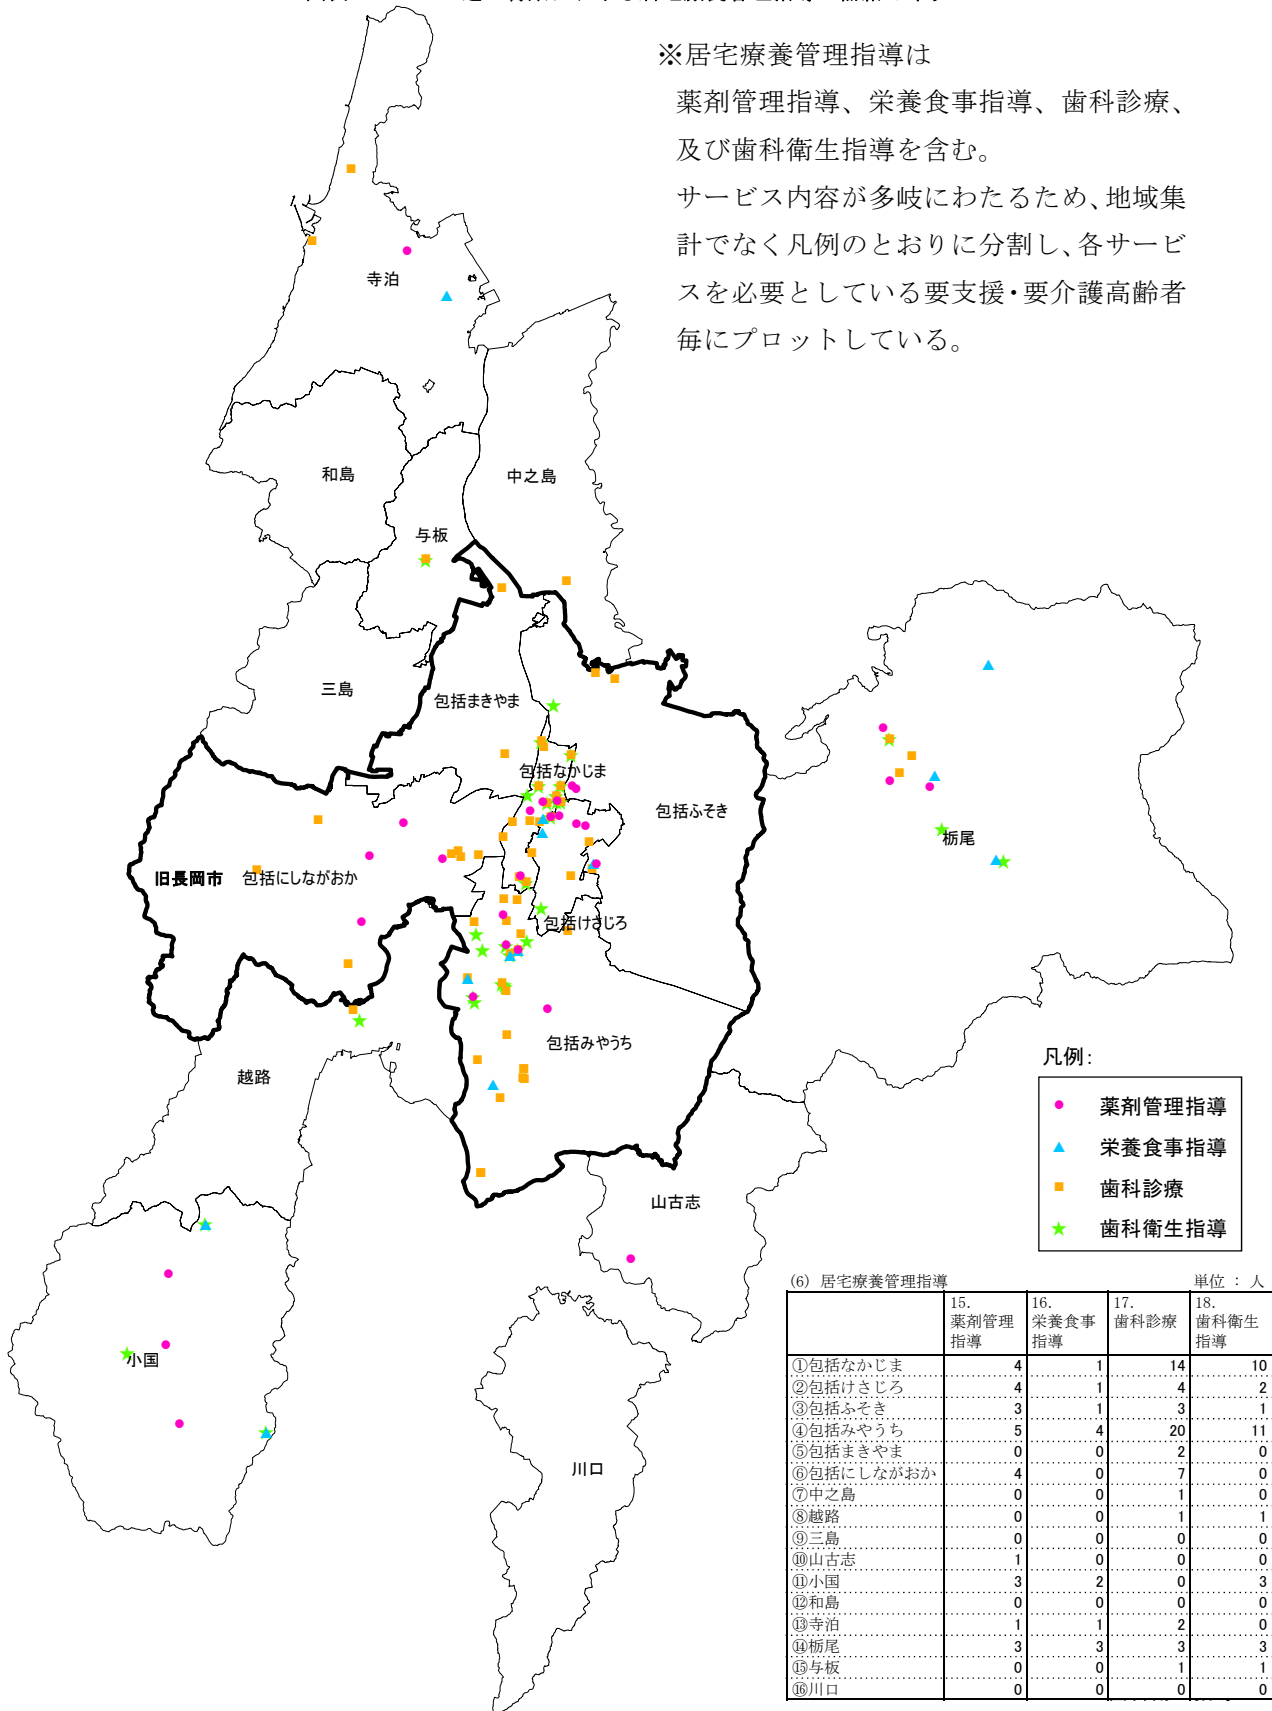 ※居宅療養管理指導は
薬剤管理指導、栄養食事指導、歯科診療、
及び歯科衛生指導を含む。
サービス内容が多岐にわたるため、地域集
計でなく凡例のとおりに分割し、各サービ
スを必要としている要支援・要介護高齢者
毎にプロットしている。
寺泊
和島
中之島
与板
三島
包括まきやま
包括なかじま
包括ふそき
栃尾
旧長岡市 包括にしながおか
包括けさじろ
包括みやうち
越路
山古志
小国
川口
凡例:
薬剤管理指導
栄養食事指導
歯科診療
歯科衛生指導
(6) 居宅療養管理指導 単位 : 人
15. 薬剤管理指導 16. 栄養食事指導 17. 歯科診療 18. 歯科衛生指導
①包括なかじま 4 1 14 10
②包括けさじろ 4 1 4 2
③包括ふそき 3 1 3 1
④包括みやうち 5 4 20 11
⑤包括まきやま 0 0 2 0
⑥包括にしながおか 4 0 7 0
⑦中之島 0 0 1 0
⑧越路 0 0 1 1
⑨三島 0 0 0 0
⑩山古志 1 0 0 0
⑪小国 3 2 0 3
⑫和島 0 0 0 0
⑬寺泊 1 1 2 0
⑭栃尾 3 3 3 3
⑮与板 0 0 1 1
⑯川口 0 0 0 0